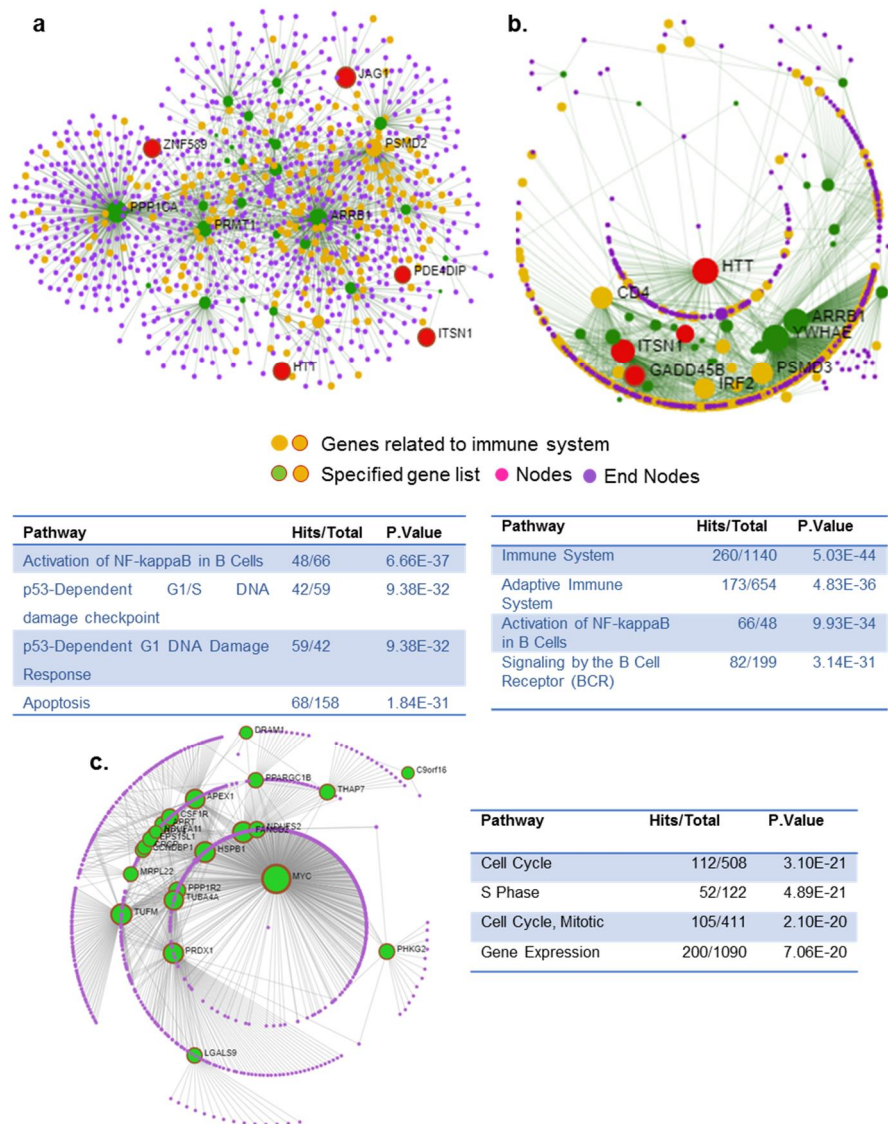 a
b.
JAG1
ZNF589
PSMD2
PPP1CA
PRMT1
ARRB1
PDE4DIP
ITSN1
HTT
HTT
CD4
ARRB1
YWHAE
ITSN1
GADD45B
PSMD3
IRF2
Genes related to immune system
Specified gene list Nodes End Nodes
Pathway Hits/Total P.Value
Activation of NF-kappaB in B Cells 48/66 6.66E-37
p53-Dependent G1/S DNA 42/59 9.38E-32
damage checkpoint
p53-Dependent G1 DNA Damage 59/42 9.38E-32
Response
Apoptosis 68/158 1.84E-31
Pathway Hits/Total P.Value
Immune System 260/1140 5.03E-44
Adaptive Immune 173/654 4.83E-36
System
Activation of NF-kappaB 66/48 9.93E-34
in B Cells
Signaling by the B Cell 82/199 3.14E-31
Receptor (BCR)
c.
DRAM1
C9orf16
PPARGC1B
THAP7
APEX1
CSF1R
APRT
EPS15L1
CCNDBP1
NDUFS2
FANCD2
HSPB1
MRPL22
MYC
PPP1R2
TUBA4A
TUFM
PRDX1
PHKG2
LGALS9
Pathway Hits/Total P.Value
Cell Cycle 112/508 3.10E-21
S Phase 52/122 4.89E-21
Cell Cycle, Mitotic 105/411 2.10E-20
Gene Expression 200/1090 7.06E-20